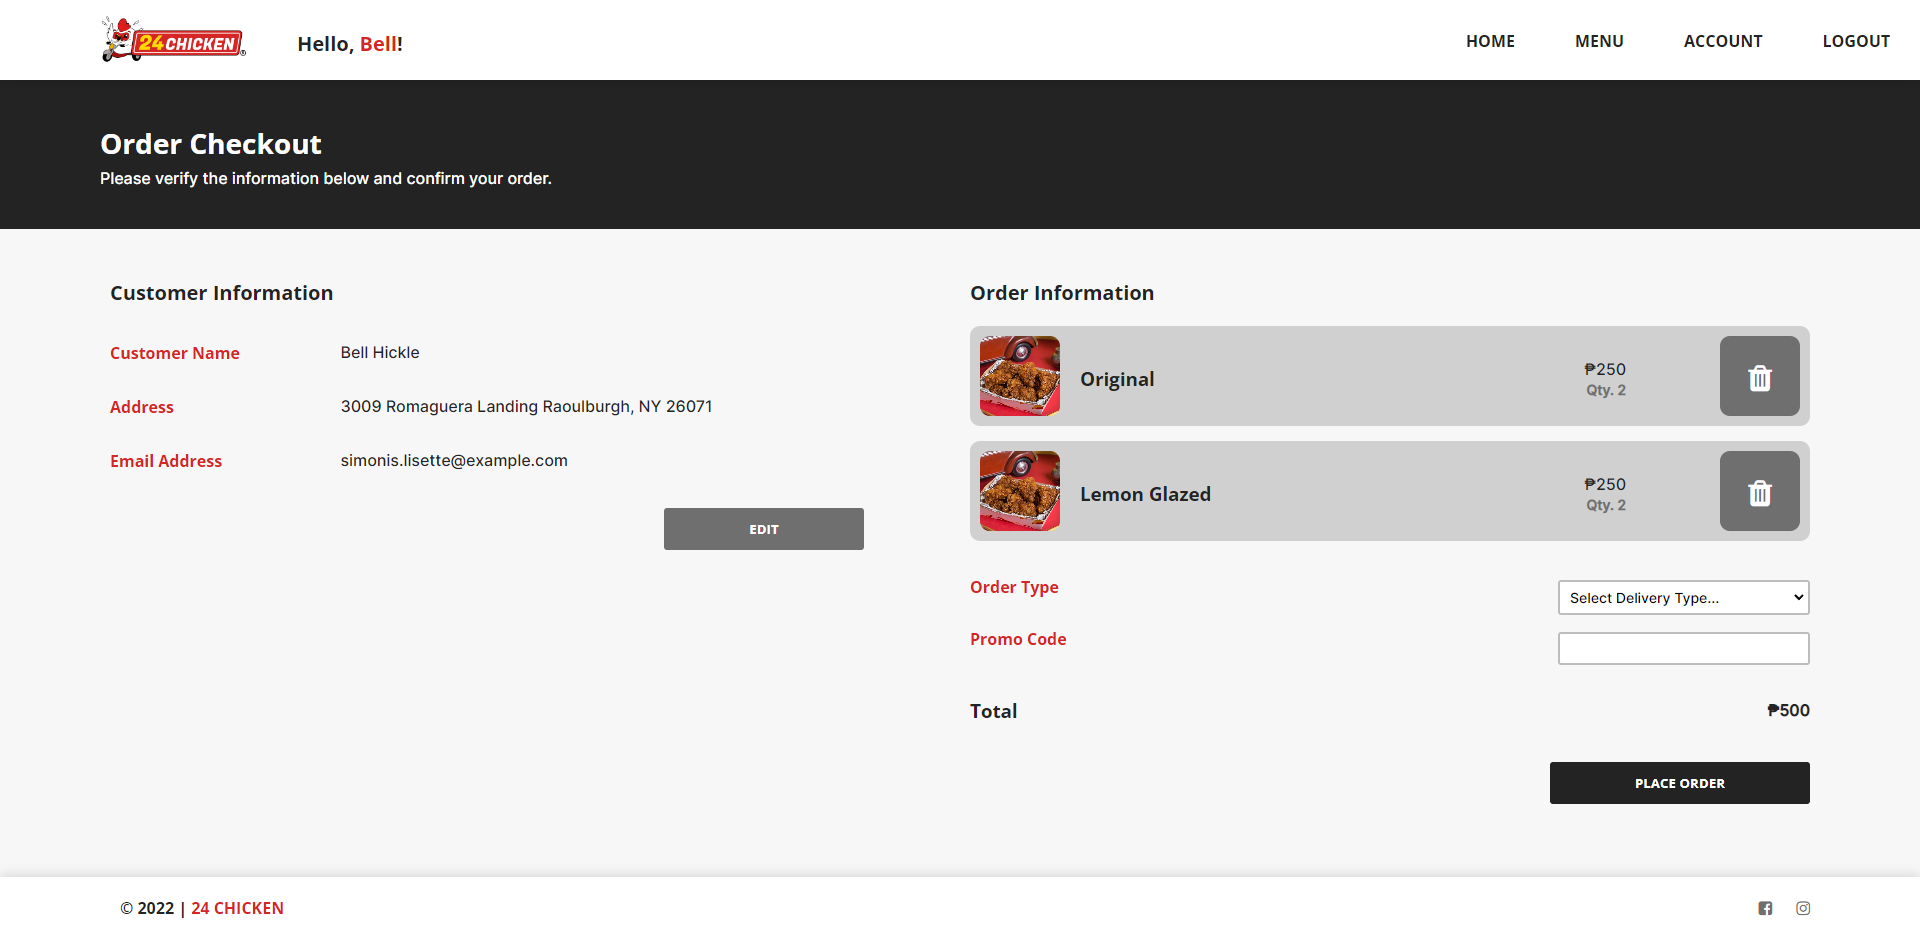 24 CHICKEN
Hello, Bell!
HOME
MENU
ACCOUNT
LOGOUT
Order Checkout
Please verify the information below and confirm your order.
Customer Information
Customer Name
Bell Hickle
Address
3009 Romaguera Landing Raoulburgh, NY 26071
Email Address
simonis.lisette@example.com
EDIT
Order Information
Original
₱250
Qty. 2
Lemon Glazed
₱250
Qty. 2
Order Type
Select Delivery Type...
Promo Code
Total
₱500
PLACE ORDER
© 2022 | 24 CHICKEN